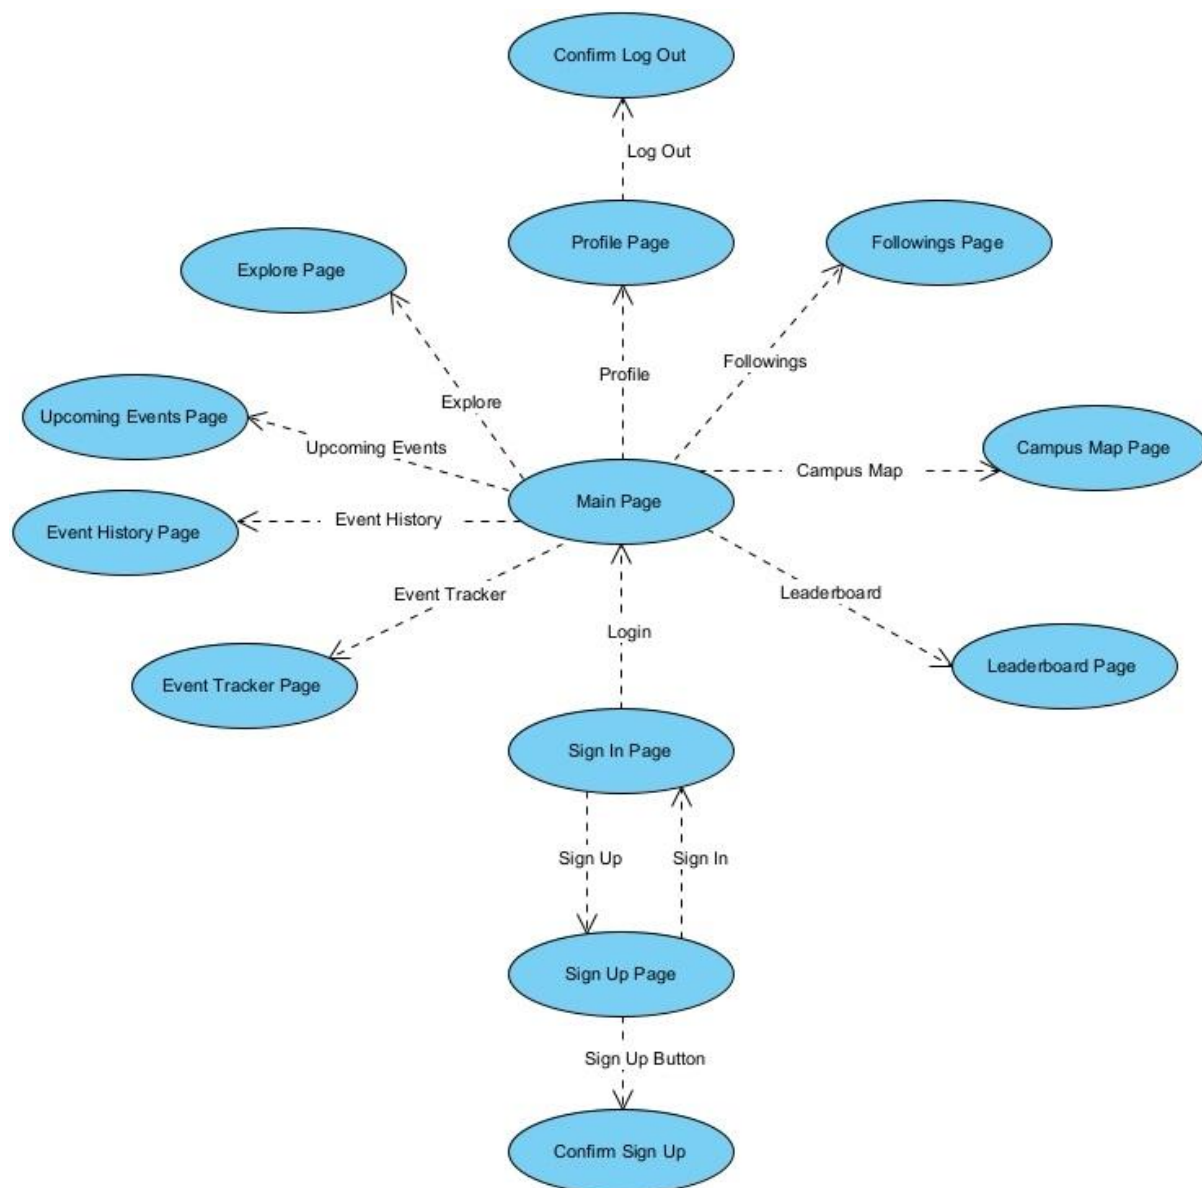 Confirm Log Out
Log Out
Profile Page
Followings Page
Explore Page
Followings
Profile
Explore
Upcoming Events Page
Upcoming Events
Campus Map Page
Campus Map
Main Page
Event History Page
Event History
Event Tracker
Leaderboard
Login
Leaderboard Page
Event Tracker Page
Sign In Page
Sign Up
Sign In
Sign Up Page
Sign Up Button
Confirm Sign Up